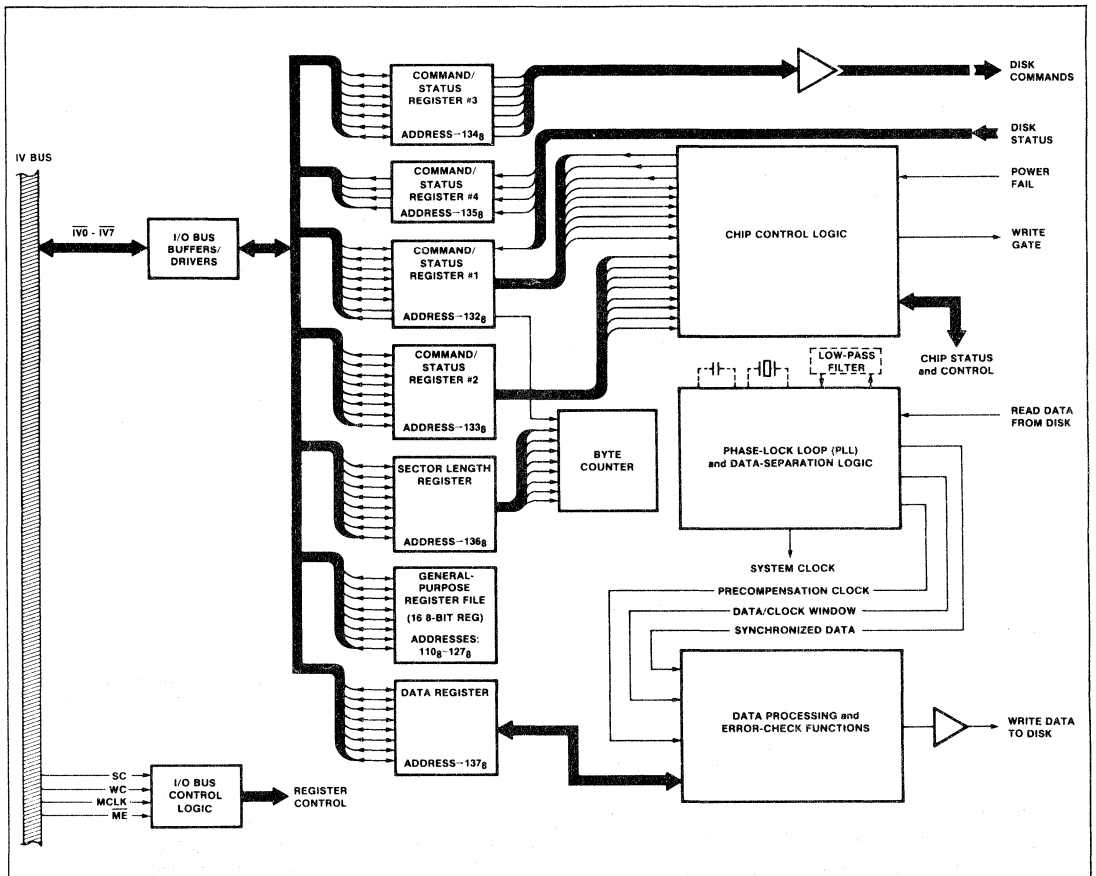 COMMAND/
STATUS
REGISTER #3
ADDRESS→134₈
DISK
COMMANDS
DISK
STATUS
IV BUS
COMMAND/
STATUS
REGISTER #4
ADDRESS→135₈
POWER
FAIL
CHIP CONTROL LOGIC
WRITE
GATE
IV0 - IV7
I/O BUS
BUFFERS/
DRIVERS
COMMAND/
STATUS
REGISTER #1
ADDRESS→132₈
CHIP STATUS
and CONTROL
LOW-PASS
FILTER
COMMAND/
STATUS
REGISTER #2
ADDRESS→133₈
READ DATA
FROM DISK
BYTE
COUNTER
PHASE-LOCK LOOP (PLL)
and DATA-SEPARATION LOGIC
SECTOR LENGTH
REGISTER
ADDRESS→136₈
SYSTEM CLOCK
PRECOMPENSATION CLOCK
DATA/CLOCK WINDOW
SYNCHRONIZED DATA
GENERAL-
PURPOSE
REGISTER FILE
(16 8-BIT REG)
ADDRESSES:
110₈-127₈
DATA REGISTER
ADDRESS→137₈
DATA PROCESSING and
ERROR-CHECK FUNCTIONS
WRITE DATA
TO DISK
SC
WC
MCLK
ME
I/O BUS
CONTROL
LOGIC
REGISTER
CONTROL